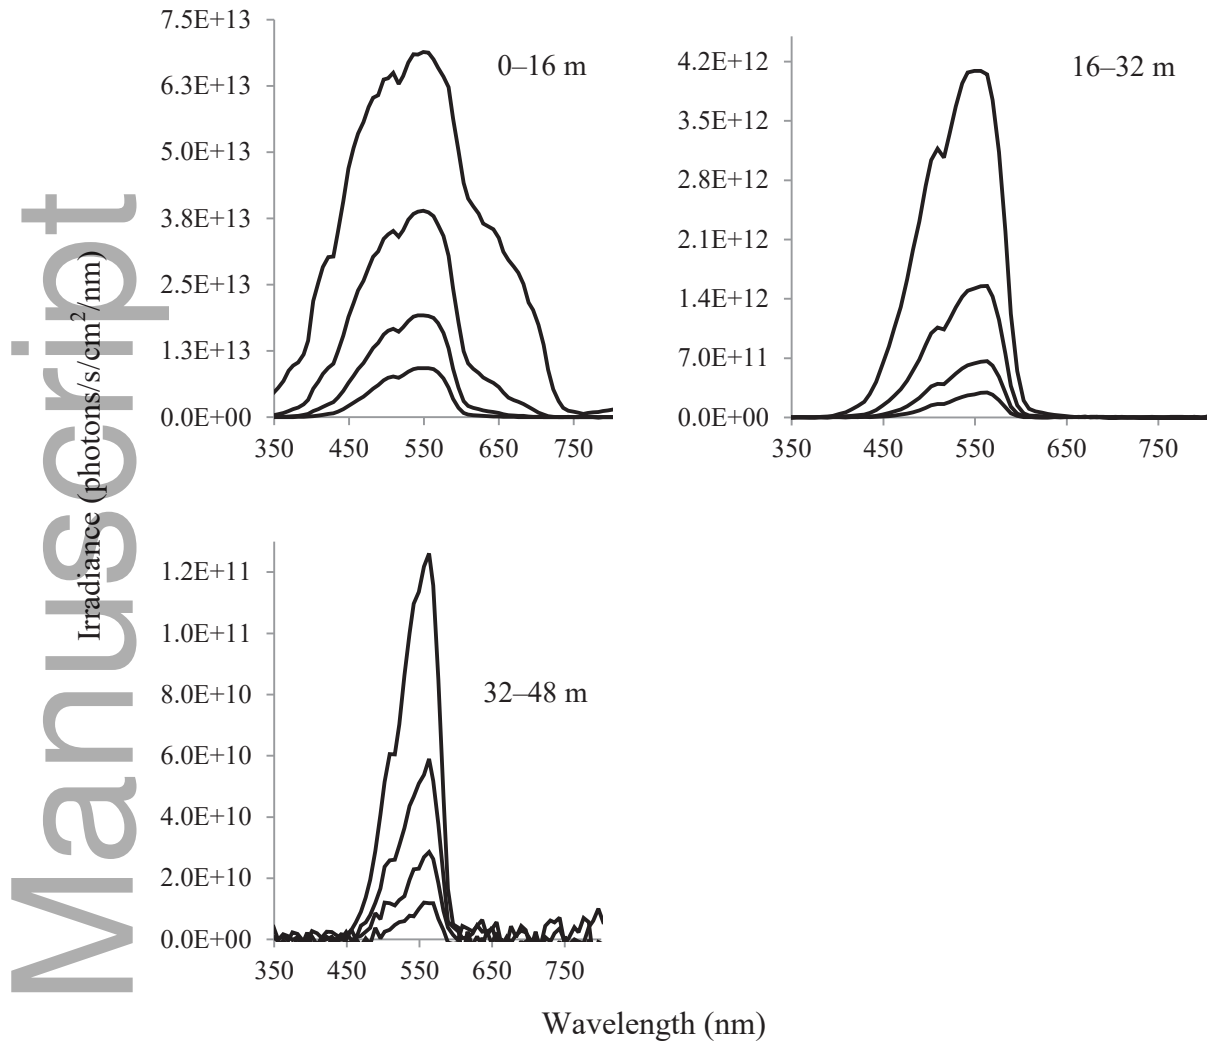 Manuscript
Irradiance (photons/s/cm²/nm)
7.5E+13
6.3E+13
5.0E+13
3.8E+13
2.5E+13
1.3E+13
0.0E+00
350 450 550 650 750
0–16 m
4.2E+12
3.5E+12
2.8E+12
2.1E+12
1.4E+12
7.0E+11
0.0E+00
350 450 550 650 750
16–32 m
1.2E+11
1.0E+11
8.0E+10
6.0E+10
4.0E+10
2.0E+10
0.0E+00
350 450 550 650 750
32–48 m
Wavelength (nm)